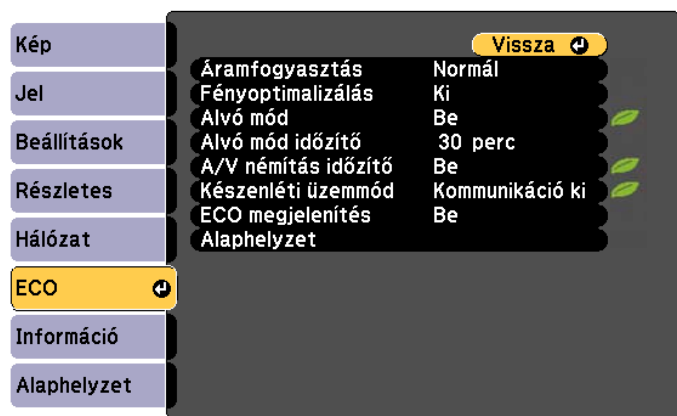 Kép
Jel
Beállítások
Részletes
Hálózat
ECO
Információ
Alaphelyzet
Vissza
Áramfogyasztás Normál
Fényoptimalizálás Ki
Alvó mód Be
Alvó mód időzítő 30 perc
A/V némítás időzítő Be
Készenléti üzemmód Kommunikáció ki
ECO megjelenítés Be
Alaphelyzet